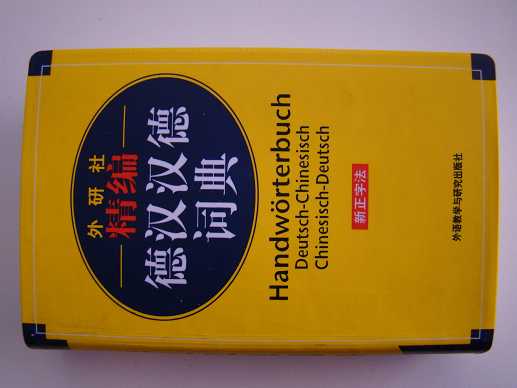 外研社
精编
德汉汉德
词典
Handwörterbuch
Deutsch-Chinesisch
Chinesisch-Deutsch
新正字法
外语教学与研究出版社